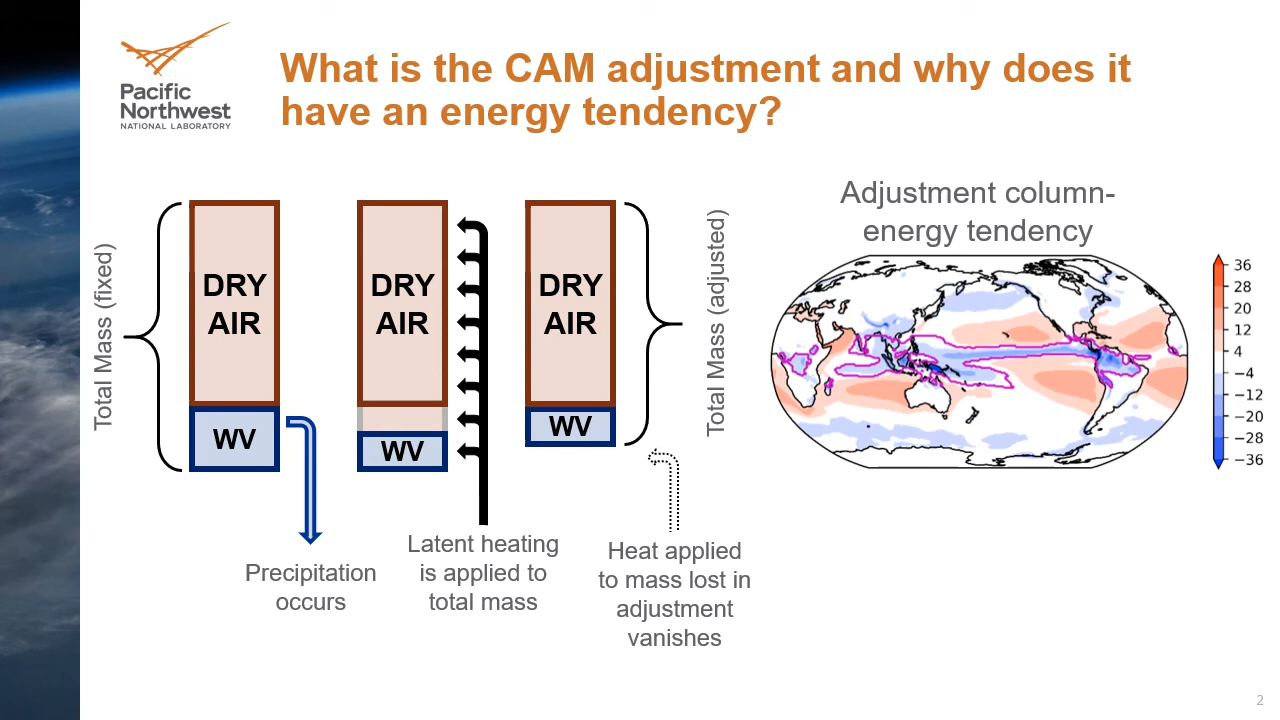 Pacific
Northwest
NATIONAL LABORATORY
What is the CAM adjustment and why does it
have an energy tendency?
Total Mass (fixed)
DRY
AIR
WV
Precipitation
occurs
DRY
AIR
WV
Latent heating
is applied to
total mass
DRY
AIR
WV
Total Mass (adjusted)
Heat applied
to mass lost in
adjustment
vanishes
Adjustment column-
energy tendency
36
28
20
12
4
−4
−12
−20
−28
−36
2